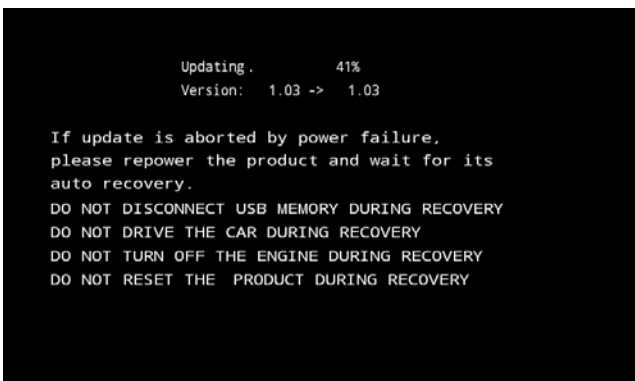 Updating. 41%
Version: 1.03 -> 1.03
If update is aborted by power failure,
please repower the product and wait for its
auto recovery.
DO NOT DISCONNECT USB MEMORY DURING RECOVERY
DO NOT DRIVE THE CAR DURING RECOVERY
DO NOT TURN OFF THE ENGINE DURING RECOVERY
DO NOT RESET THE PRODUCT DURING RECOVERY